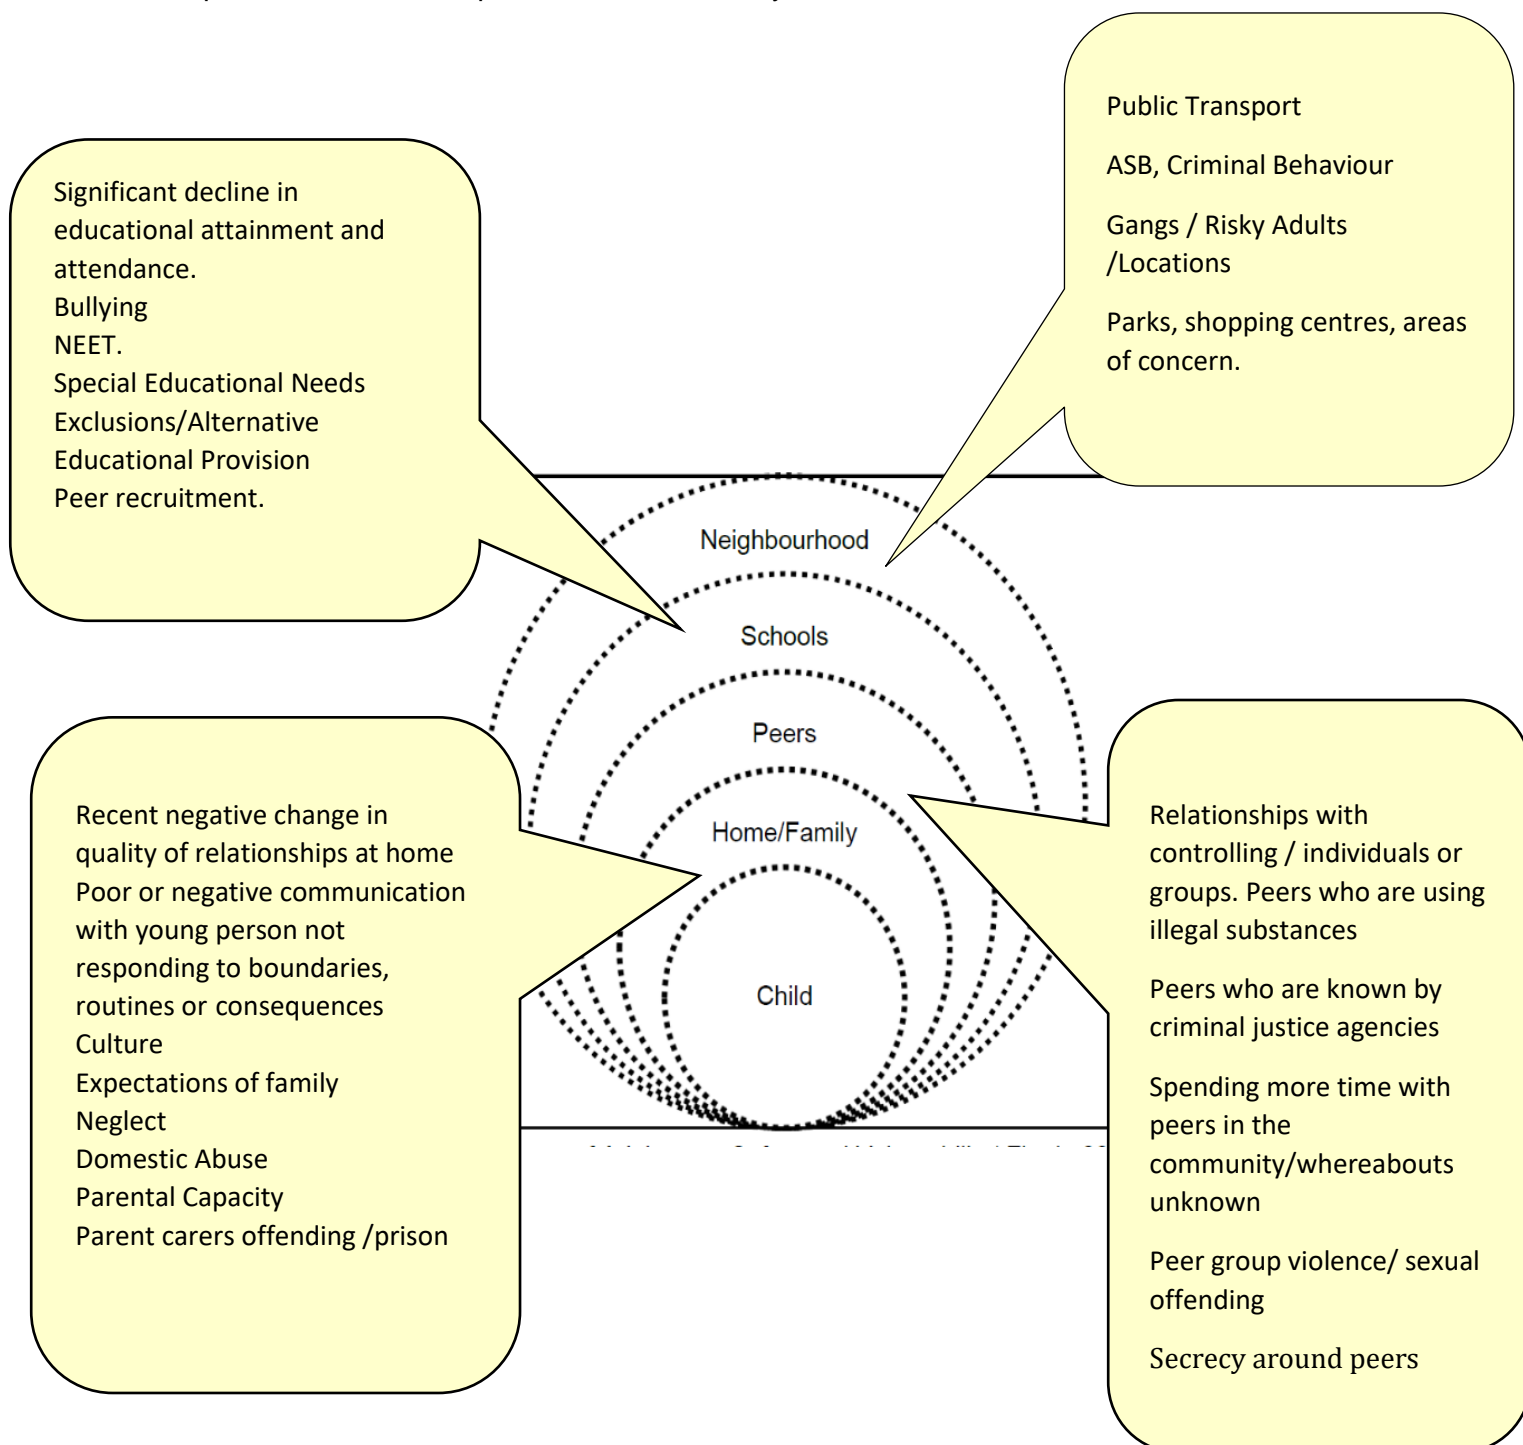 Public Transport
ASB, Criminal Behaviour
Gangs / Risky Adults
/Locations
Parks, shopping centres, areas
of concern.
Significant decline in
educational attainment and
attendance.
Bullying
NEET.
Special Educational Needs
Exclusions/Alternative
Educational Provision
Peer recruitment.
Neighbourhood
Schools
Peers
Home/Family
Child
Recent negative change in
quality of relationships at home
Poor or negative communication
with young person not
responding to boundaries,
routines or consequences
Culture
Expectations of family
Neglect
Domestic Abuse
Parental Capacity
Parent carers offending /prison
Relationships with
controlling / individuals or
groups. Peers who are using
illegal substances
Peers who are known by
criminal justice agencies
Spending more time with
peers in the
community/whereabouts
unknown
Peer group violence/ sexual
offending
Secrecy around peers